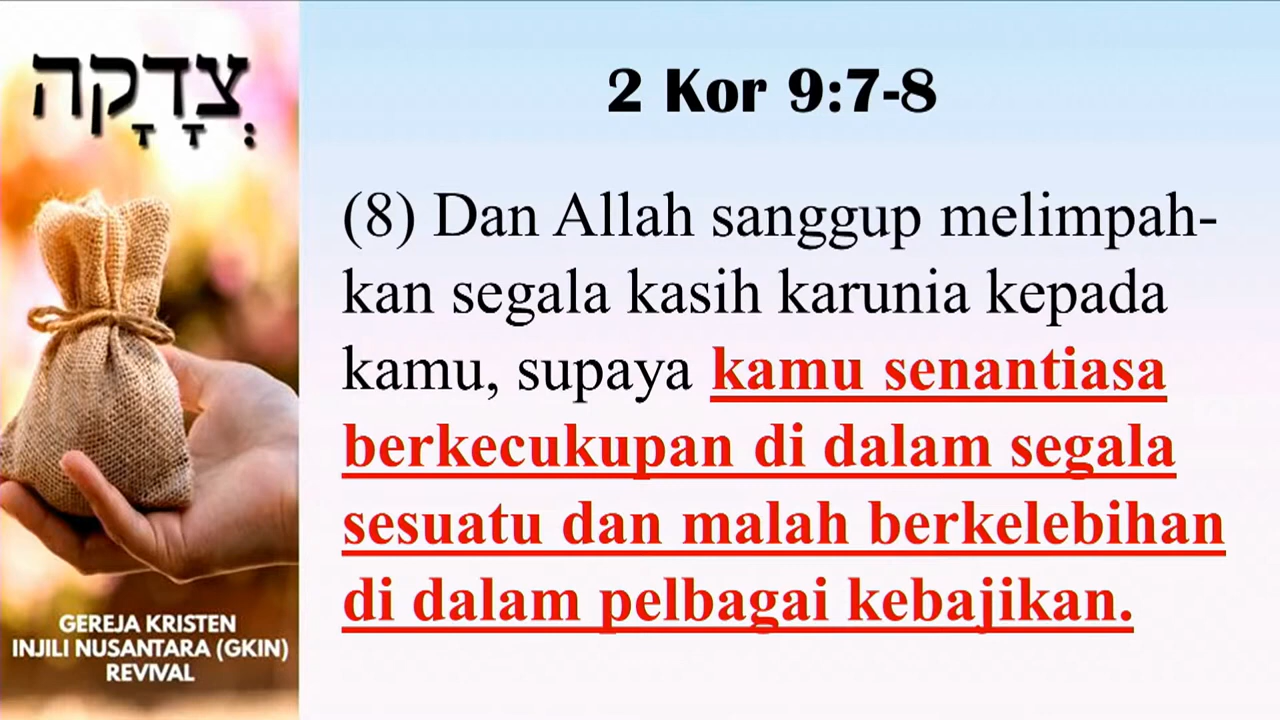 צְדָקָה
GEREJA KRISTEN
INJILI NUSANTARA (GKIN)
REVIVAL
2 Kor 9:7-8
(8) Dan Allah sanggup melimpah-
kan segala kasih karunia kepada
kamu, supaya kamu senantiasa
berkecukupan di dalam segala
sesuatu dan malah berkelebihan
di dalam pelbagai kebajikan.